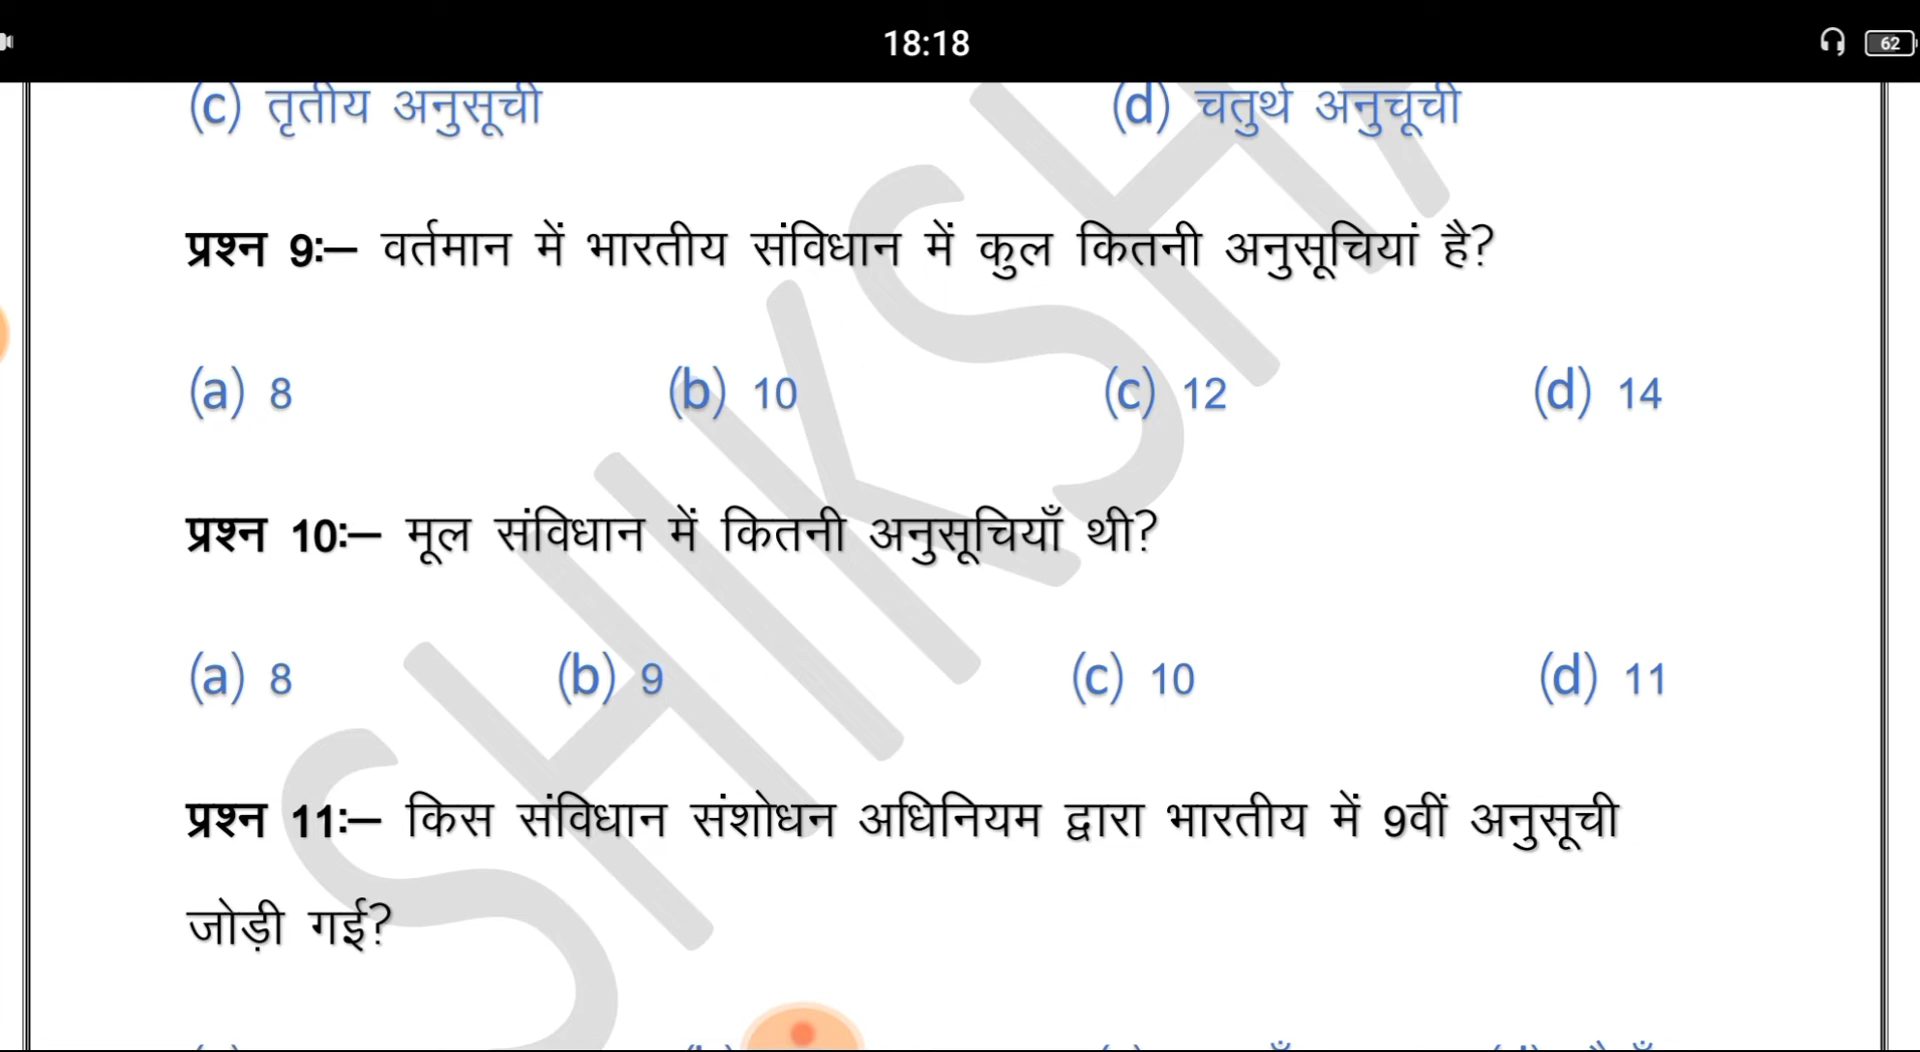 18:18
62
(c) तृतीय अनुसूची (d) चतुर्थ अनुचूची
प्रश्न 9:– वर्तमान में भारतीय संविधान में कुल कितनी अनुसूचियां है?
(a) 8 (b) 10 (c) 12 (d) 14
प्रश्न 10:– मूल संविधान में कितनी अनुसूचियाँ थी?
(a) 8 (b) 9 (c) 10 (d) 11
प्रश्न 11:– किस संविधान संशोधन अधिनियम द्वारा भारतीय में 9वीं अनुसूची
जोड़ी गई?
SHIKSHA